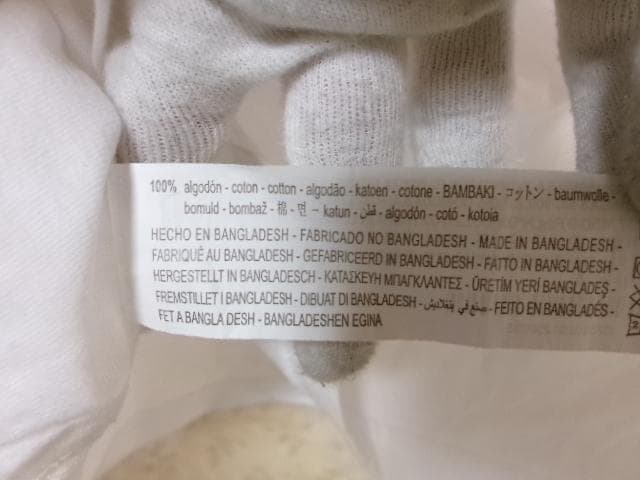 100% algodón - coton - cotton - algodão - katoen - cotone - BAMBAKI - コットン - baumwolle -
bomuld - bombaž - 棉 - 면 - katun - قطن - algodón - cotó - kotoia
HECHO EN BANGLADESH - FABRICADO NO BANGLADESH - MADE IN BANGLADESH -
FABRIQUÉ AU BANGLADESH - GEFABRICEERD IN BANGLADESH - FATTO IN BANGLADESH -
HERGESTELLT IN BANGLADESCH - ΚΑΤΑΣΚΕΥΗ ΜΠΑΓΚΛΑΝΤΕΣ - ÜRETİM YERİ BANGLADEŞ -
FREMSTILLET I BANGLADESH - DIBUAT DI BANGLADESH - صنع في بنغلاديش - FEITO EN BANGLADÉS -
FET A BANGLA DESH - BANGLADESHEN EGINA